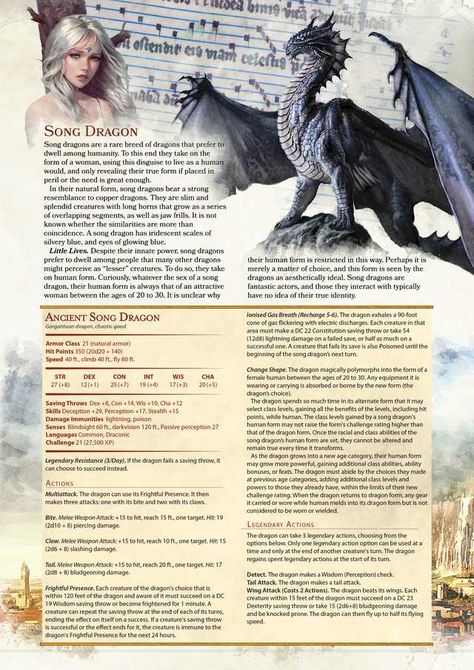 ostendit eis
uiam celestis
Song Dragon
Song dragons are a rare breed of dragons that prefer to
dwell among humanity. To this end they take on the
form of a woman, using this disguise to live as a human
would, and only revealing their true form if placed in
peril or the need is great enough.
In their natural form, song dragons bear a strong
resemblance to copper dragons. They are slim and
splendid creatures with long horns that grow as a series
of overlapping segments, as well as jaw frills. It is not
known whether the similarities are more than
coincidence. A song dragon has iridescent scales of
silvery blue, and eyes of glowing blue.
Little Lives. Despite their innate power, song dragons
prefer to dwell among people that many other dragons
might perceive as "lesser" creatures. To do so, they take
on human form. Curiously, whatever the sex of a song
dragon, their human form is always that of an attractive
woman between the ages of 20 to 30. It is unclear why
their human form is restricted in this way. Perhaps it is
merely a matter of choice, and this form is seen by the
dragons as aesthetically ideal. Song dragons are
fantastic actors, and those they interact with typically
have no idea of their true identity.
Ancient Song Dragon
Gargantuan dragon, chaotic good
Armor Class 21 (natural armor)
Hit Points 350 (20d20 + 140)
Speed 40 ft., climb 40 ft., fly 80 ft.
STR DEX CON INT WIS CHA
27 (+8) 12 (+1) 25 (+7) 19 (+4) 17 (+3) 20 (+5)
Saving Throws Dex +8, Con +14, Wis +10, Cha +12
Skills Deception +29, Perception +17, Stealth +15
Damage Immunities lightning, poison
Senses Blindsight 60 ft., darkvision 120 ft., Passive perception 27
Languages Common, Draconic
Challenge 21 (27,500 XP)
Legendary Resistance (3/Day). If the dragon fails a saving throw, it
can choose to succeed instead.
Actions
Multiattack. The dragon can use its Frightful Presence. It then
makes three attacks: one with its bite and two with its claws.
Bite. Melee Weapon Attack: +15 to hit, reach 15 ft., one target. Hit: 19
(2d10 + 8) piercing damage.
Claw. Melee Weapon Attack: +15 to hit, reach 10 ft., one target. Hit: 15
(2d6 + 8) slashing damage.
Tail. Melee Weapon Attack: +15 to hit, reach 20 ft., one target. Hit: 17
(2d8 + 8) bludgeoning damage.
Frightful Presence. Each creature of the dragon's choice that is
within 120 feet of the dragon and aware of it must succeed on a DC
19 Wisdom saving throw or become frightened for 1 minute. A
creature can repeat the saving throw at the end of each of its turns,
ending the effect on itself on a success. If a creature's saving throw
is successful or the effect ends for it, the creature is immune to the
dragon's Frightful Presence for the next 24 hours.
Ionised Gas Breath (Recharge 5-6). The dragon exhales a 90-foot
cone of gas flickering with electric discharges. Each creature in that
area must make a DC 22 Constitution saving throw or take 54
(12d8) lightning damage on a failed save, or half as much on a
successful one. A creature that fails its save is also Poisoned until the
beginning of the song dragon's next turn.
Change Shape. The dragon magically polymorphs into the form of a
female human between the ages of 20 to 30. Any equipment it is
wearing or carrying is absorbed or borne by the new form (the
dragon's choice).
The dragon spends so much time in its alternate form that it may
select class levels, gaining all the benefits of the levels, including hit
points, while human. The class levels gained by a song dragon's
human form may not raise the form's challenge rating higher than
that of the dragon form. Once the racial and class abilities of the
song dragon's human form are set, they cannot be altered and
remain true every time it transforms.
As the dragon grows into a new age category, their human form
may grow more powerful, gaining additional class abilities, ability
bonuses, or feats. The dragon must abide by the choices they made
at previous age categories, adding additional class levels and
powers to those they already have, within the limits of their new
challenge rating. When the dragon returns to dragon form, any gear
it carried or wore while human melds into its dragon form but is not
considered to be worn or wielded.
Legendary Actions
The dragon can take 3 legendary actions, choosing from the
options below. Only one legendary action option can be used at a
time and only at the end of another creature's turn. The dragon
regains spent legendary actions at the start of its turn.
Detect. The dragon makes a Wisdom (Perception) check.
Tail Attack. The dragon makes a tail attack.
Wing Attack (Costs 2 Actions). The dragon beats its wings. Each
creature within 15 feet of the dragon must succeed on a DC 23
Dexterity saving throw or take 15 (2d6+8) bludgeoning damage
and be knocked prone. The dragon can then fly up to half its flying
speed.